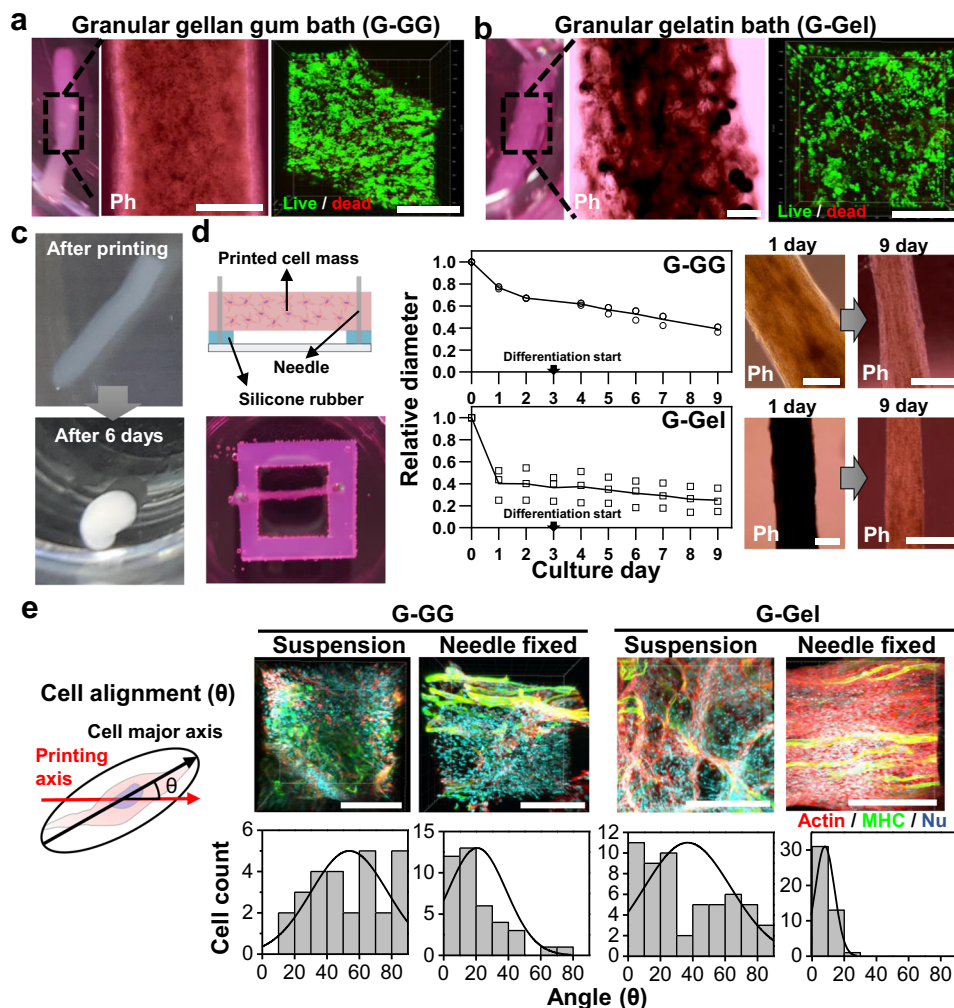 a
Granular gellan gum bath (G-GG)
Ph
Live / dead
b
Granular gelatin bath (G-Gel)
Ph
Live / dead
c
After printing
After 6 days
d
Printed cell mass
Needle
Silicone rubber
Relative diameter
G-GG
1.0
0.8
0.6
0.4
0.2
0.0
Differentiation start
0 1 2 3 4 5 6 7 8 9
G-Gel
1.0
0.8
0.6
0.4
0.2
0.0
Differentiation start
0 1 2 3 4 5 6 7 8 9
Culture day
1 day
9 day
Ph
Ph
1 day
9 day
Ph
Ph
e
G-GG
G-Gel
Suspension
Needle fixed
Suspension
Needle fixed
Cell alignment (θ)
Cell major axis
Printing
axis
θ
Actin / MHC / Nu
Cell count
6
4
2
0
0 20 40 60 80
15
10
5
0
0 20 40 60 80
12
10
8
6
4
2
0
0 20 40 60 80
30
20
10
0
0 20 40 60 80
Angle (θ)